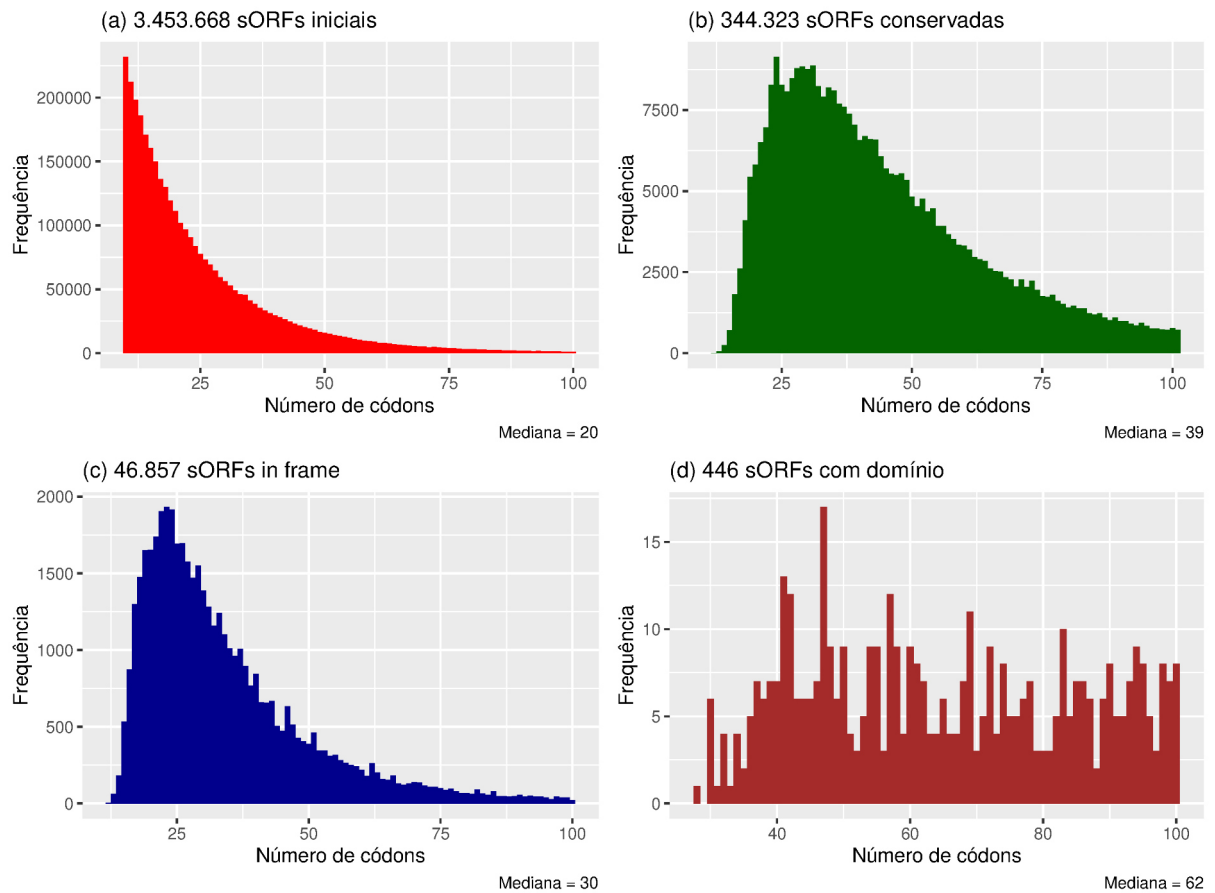 (a) 3.453.668 sORFs iniciais
200000
150000
100000
50000
0
Frequência
25 50 75 100
Número de códons
Mediana = 20
(b) 344.323 sORFs conservadas
7500
5000
2500
0
Frequência
25 50 75 100
Número de códons
Mediana = 39
(c) 46.857 sORFs in frame
2000
1500
1000
500
0
Frequência
25 50 75 100
Número de códons
Mediana = 30
(d) 446 sORFs com domínio
15
10
5
0
Frequência
40 60 80 100
Número de códons
Mediana = 62